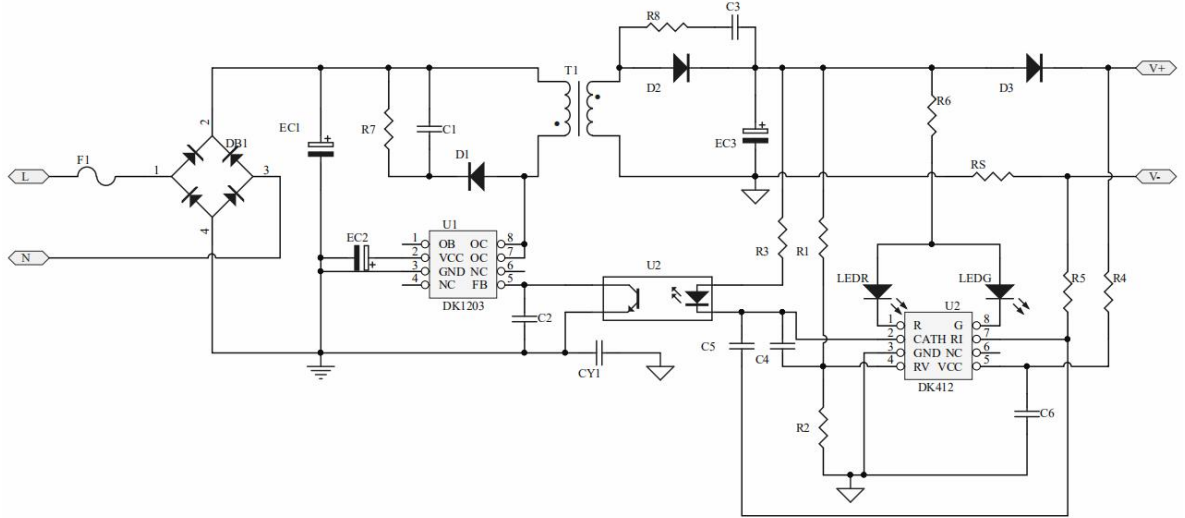 R8
C3
T1
V+
D2
D3
R6
2
EC1
R7
C1
EC3
DB1
F1
D1
RS
L
1
3
V-
4
U1
EC2
1
OB
OC
8
2
VCC
OC
7
N
3
GND
NC
6
R3
R1
4
NC
FB
5
U2
LEDR
LEDG
R5
R4
DK1203
U2
C2
1
R
G
8
2
CATH
RI
7
C5
C4
3
GND
NC
6
CY1
4
RV
VCC
5
DK412
R2
C6